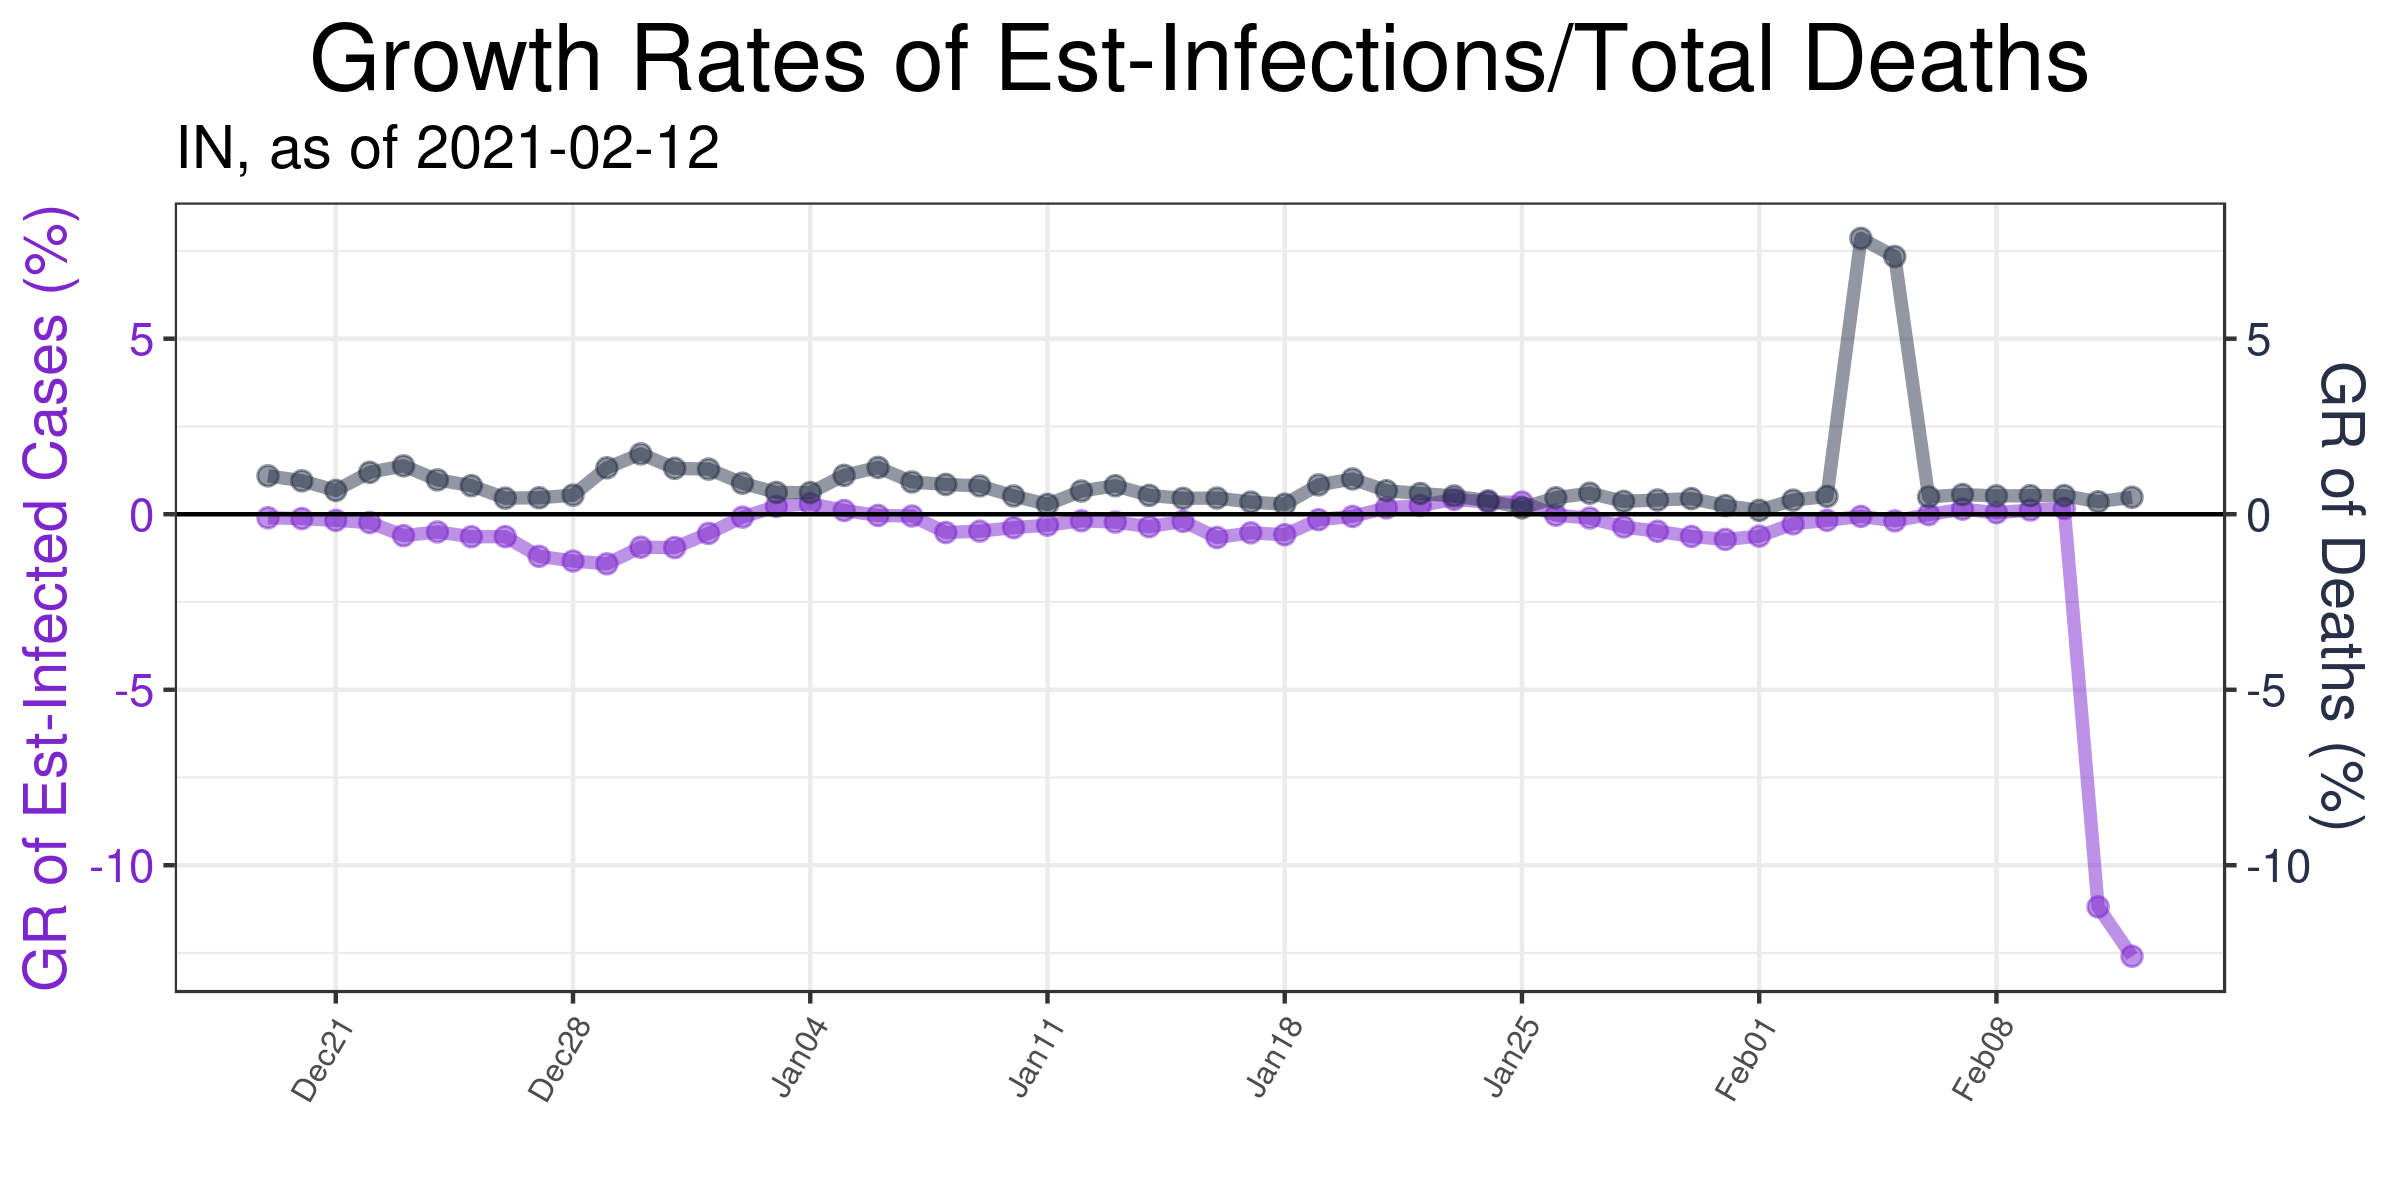 Growth Rates of Est-Infections/Total Deaths
IN, as of 2021-02-12
GR of Est-Infected Cases (%)
5
0
-5
-10
5
0
-5
-10
GR of Deaths (%)
Dec21
Dec28
Jan04
Jan11
Jan18
Jan25
Feb01
Feb08